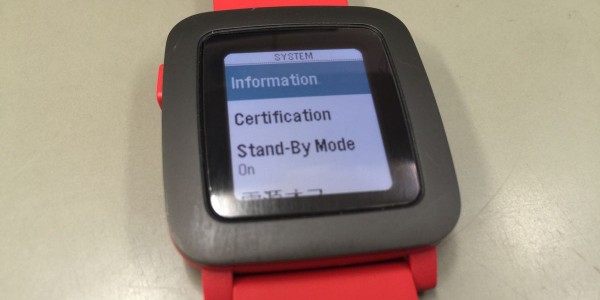 SYSTEM
Information
Certification
Stand-By Mode
On